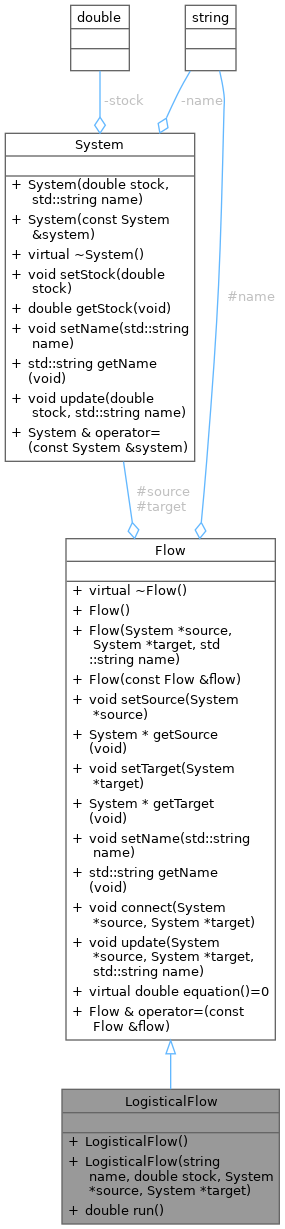 double
string
-stock
-name
System
+ System(double stock,
std::string name)
+ System(const System
&system)
+ virtual ~System()
+ void setStock(double
stock)
+ double getStock(void)
+ void setName(std::string
name)
+ std::string getName
(void)
+ void update(double
stock, std::string name)
+ System & operator=
(const System &system)
#name
#source
#target
Flow
+ virtual ~Flow()
+ Flow()
+ Flow(System *source,
System *target, std
::string name)
+ Flow(const Flow &flow)
+ void setSource(System
*source)
+ System * getSource
(void)
+ void setTarget(System
*target)
+ System * getTarget
(void)
+ void setName(std::string
name)
+ std::string getName
(void)
+ void connect(System
*source, System *target)
+ void update(System
*source, System *target,
std::string name)
+ virtual double equation()=0
+ Flow & operator=(const
Flow &flow)
LogisticalFlow
+ LogisticalFlow()
+ LogisticalFlow(string
name, double stock, System
*source, System *target)
+ double run()